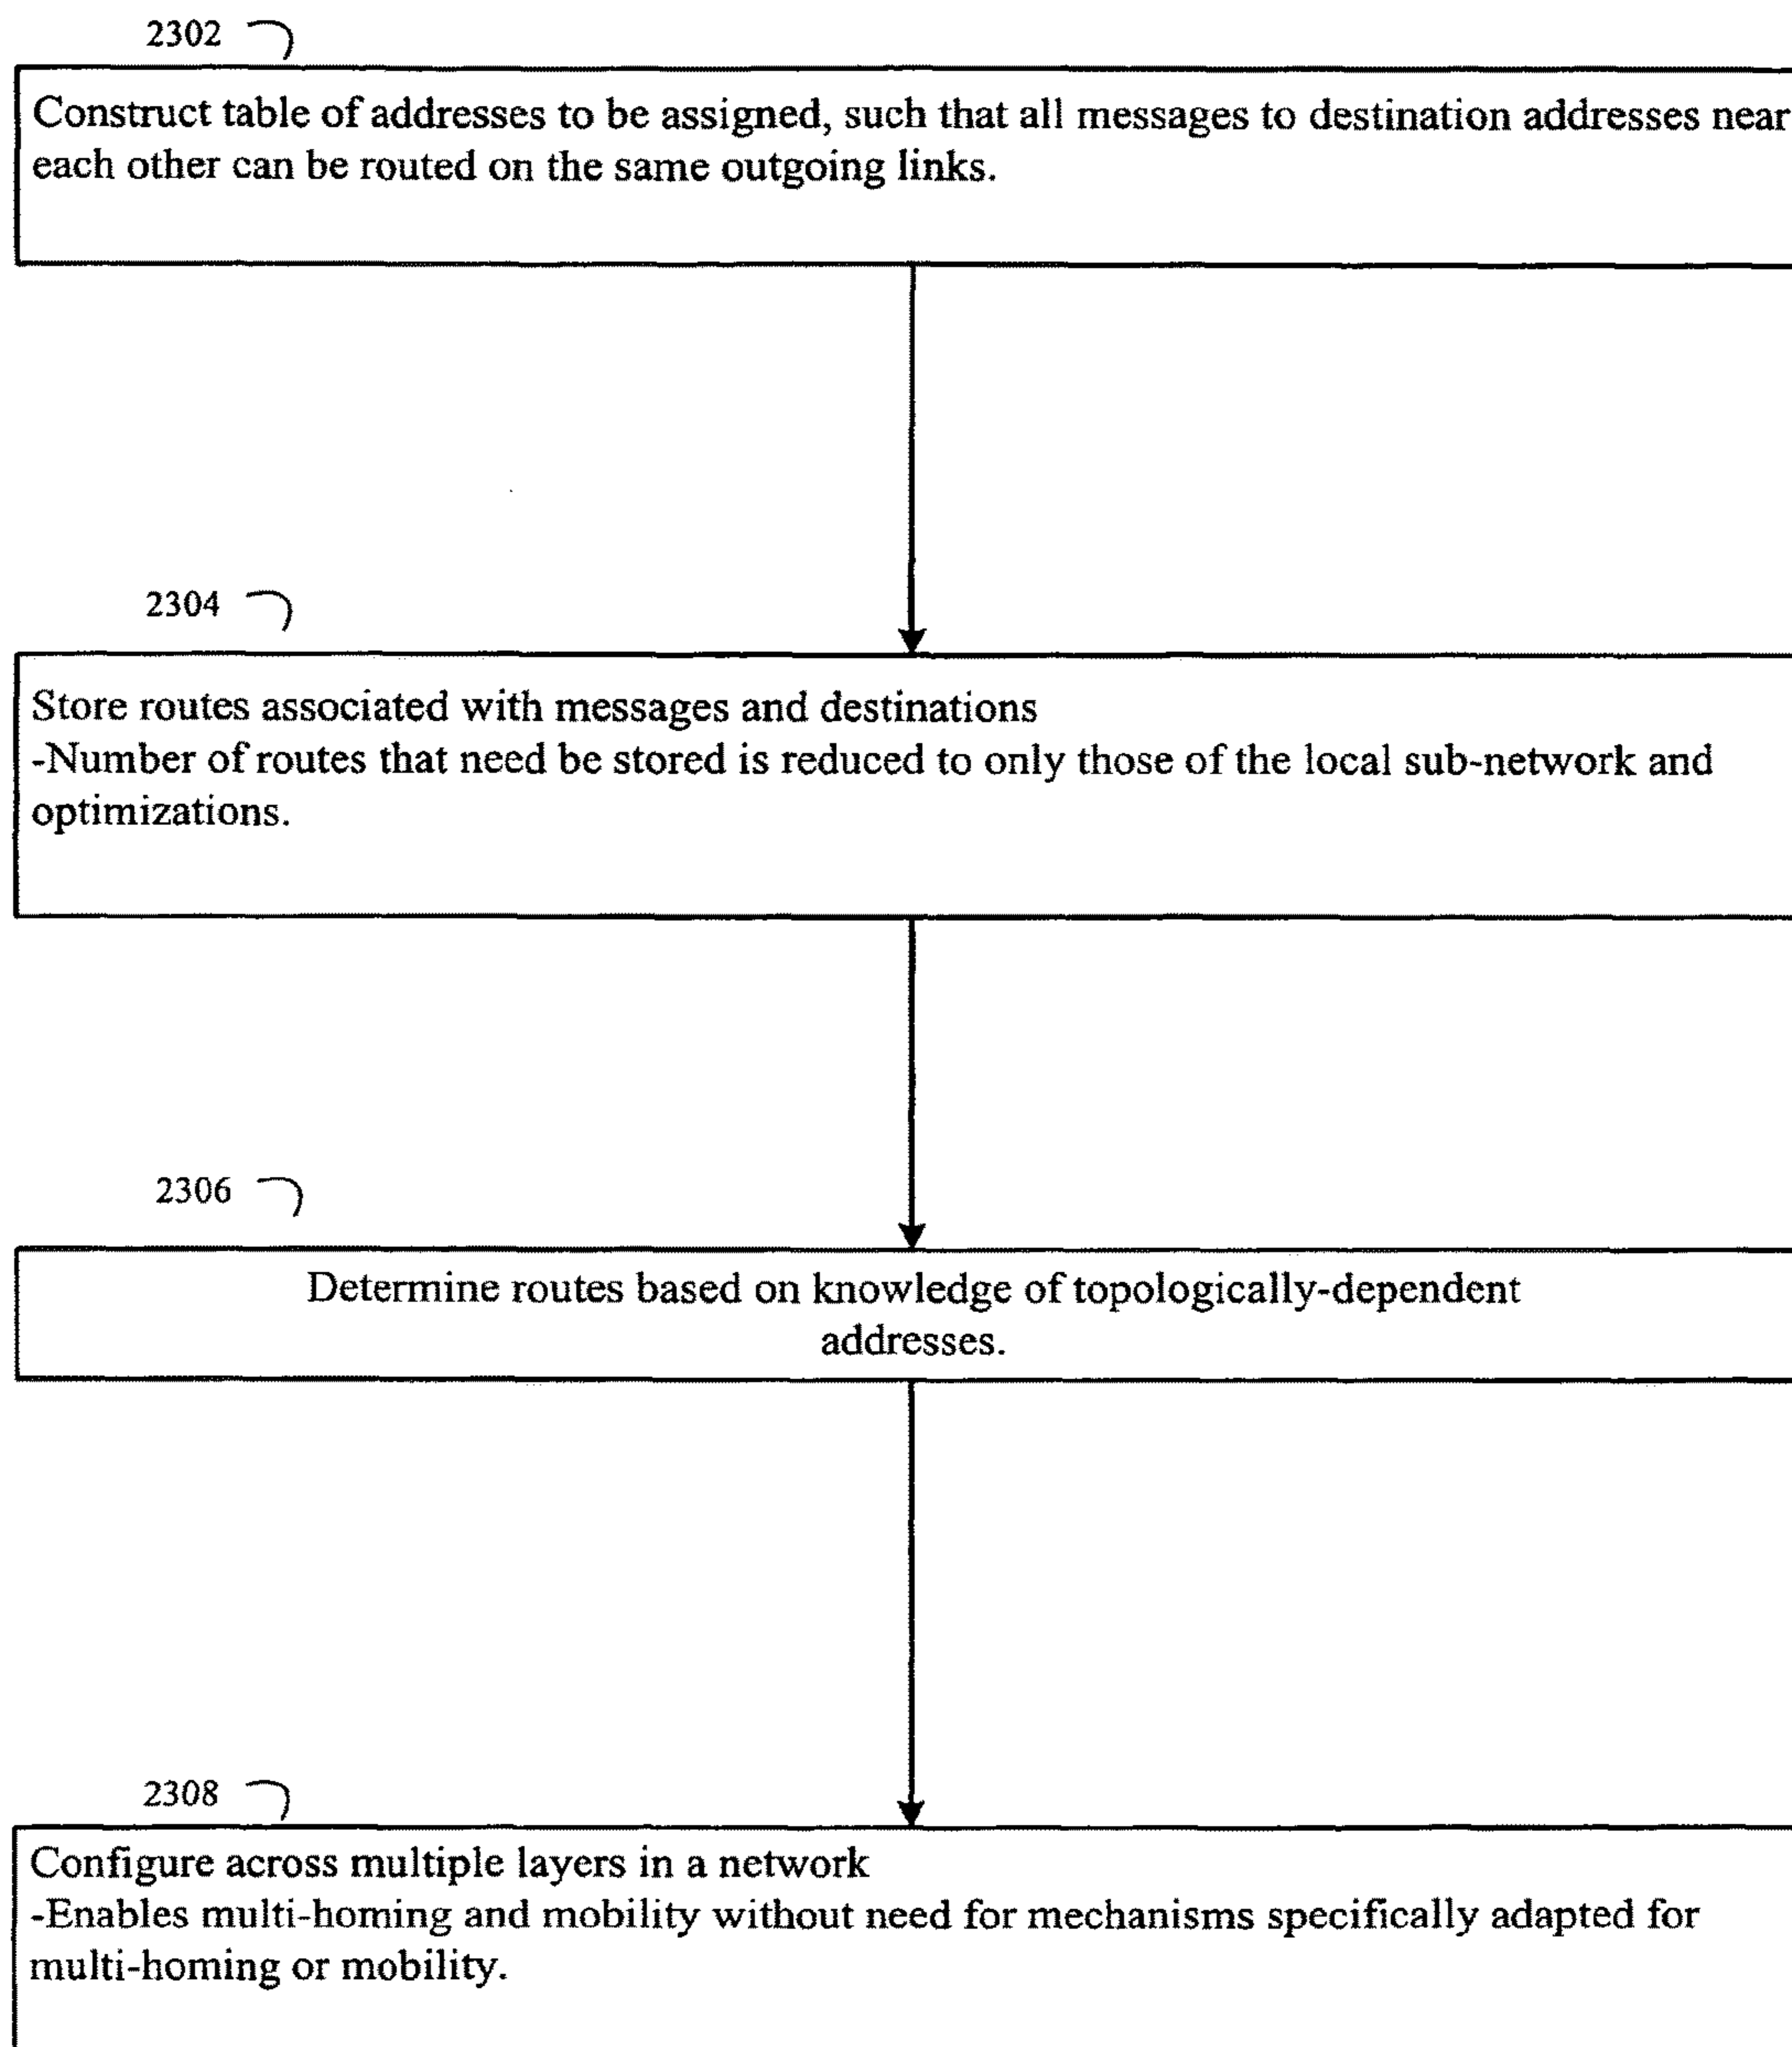 2302
Construct table of addresses to be assigned, such that all messages to destination addresses near
each other can be routed on the same outgoing links.
2304
Store routes associated with messages and destinations
-Number of routes that need be stored is reduced to only those of the local sub-network and
optimizations.
2306
Determine routes based on knowledge of topologically-dependent
addresses.
2308
Configure across multiple layers in a network
-Enables multi-homing and mobility without need for mechanisms specifically adapted for
multi-homing or mobility.